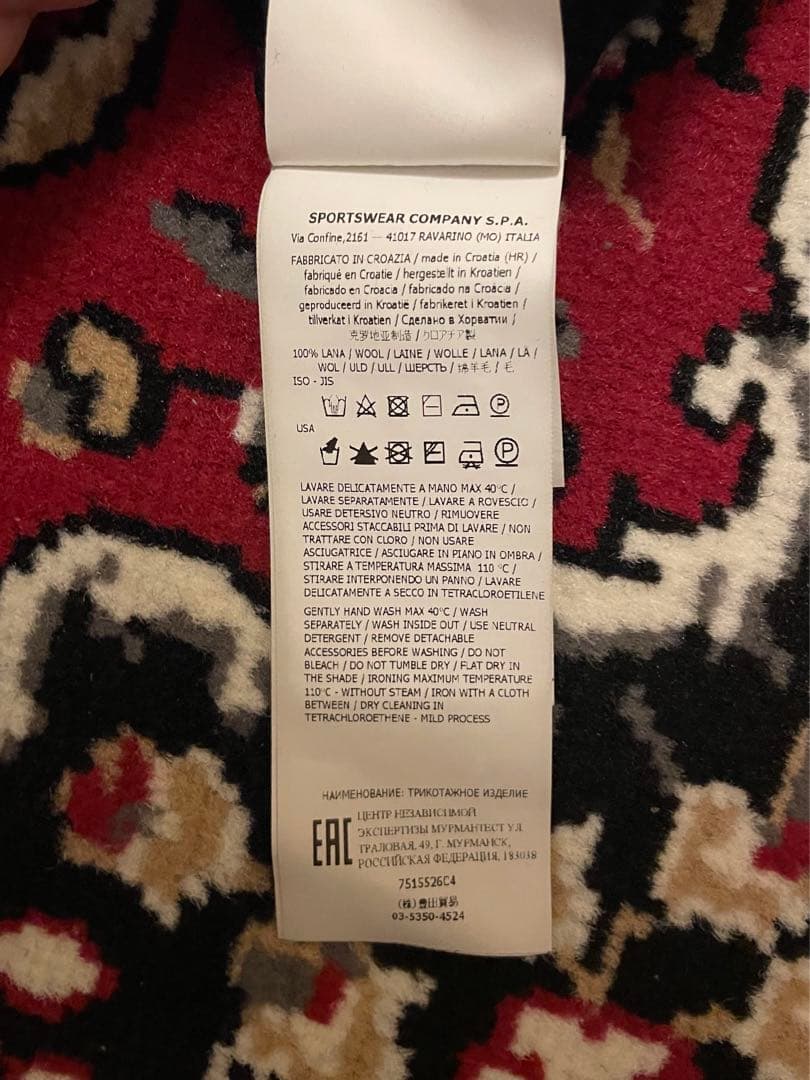 SPORTSWEAR COMPANY S.P.A.
Via Confine,2161 — 41017 RAVARINO (MO) ITALIA
FABBRICATO IN CROAZIA / made in Croatia (HR) /
fabriqué en Croatie / hergestellt in Kroatien /
fabricado en Croacia / fabricado na Croácia /
geproduceerd in Kroatië / fabrikeret i Kroatien /
tillverkat i Kroatien / Сделано в Хорватии /
克罗地亚制造 / クロアチア製
100% LANA / WOOL / LAINE / WOLLE / LANA / LÃ /
WOL / ULD / ULL / ШЕРСТЬ / 绵羊毛 / 毛
ISO - JIS
USA
LAVARE DELICATAMENTE A MANO MAX 40°C /
LAVARE SEPARATAMENTE / LAVARE A ROVESCIO /
USARE DETERSIVO NEUTRO / RIMUOVERE
ACCESSORI STACCABILI PRIMA DI LAVARE / NON
TRATTARE CON CLORO / NON USARE
ASCIUGATRICE / ASCIUGARE IN PIANO IN OMBRA /
STIRARE A TEMPERATURA MASSIMA 110 °C /
STIRARE INTERPONENDO UN PANNO / LAVARE
DELICATAMENTE A SECCO IN TETRACLOROETILENE
GENTLY HAND WASH MAX 40°C / WASH
SEPARATELY / WASH INSIDE OUT / USE NEUTRAL
DETERGENT / REMOVE DETACHABLE
ACCESSORIES BEFORE WASHING / DO NOT
BLEACH / DO NOT TUMBLE DRY / FLAT DRY IN
THE SHADE / IRONING MAXIMUM TEMPERATURE
110°C - WITHOUT STEAM / IRON WITH A CLOTH
BETWEEN / DRY CLEANING IN
TETRACHLOROETHENE - MILD PROCESS
НАИМЕНОВАНИЕ: ТРИКОТАЖНОЕ ИЗДЕЛИЕ
EAC
ЦЕНТР НЕЗАВИСИМОЙ
ЭКСПЕРТИЗЫ МУРМАНТЕСТ УЛ.
ТРАЛОВАЯ, 49, Г. МУРМАНСК,
РОССИЙСКАЯ ФЕДЕРАЦИЯ, 183038
7515526C4
(株)豊田貿易
03-5350-4524